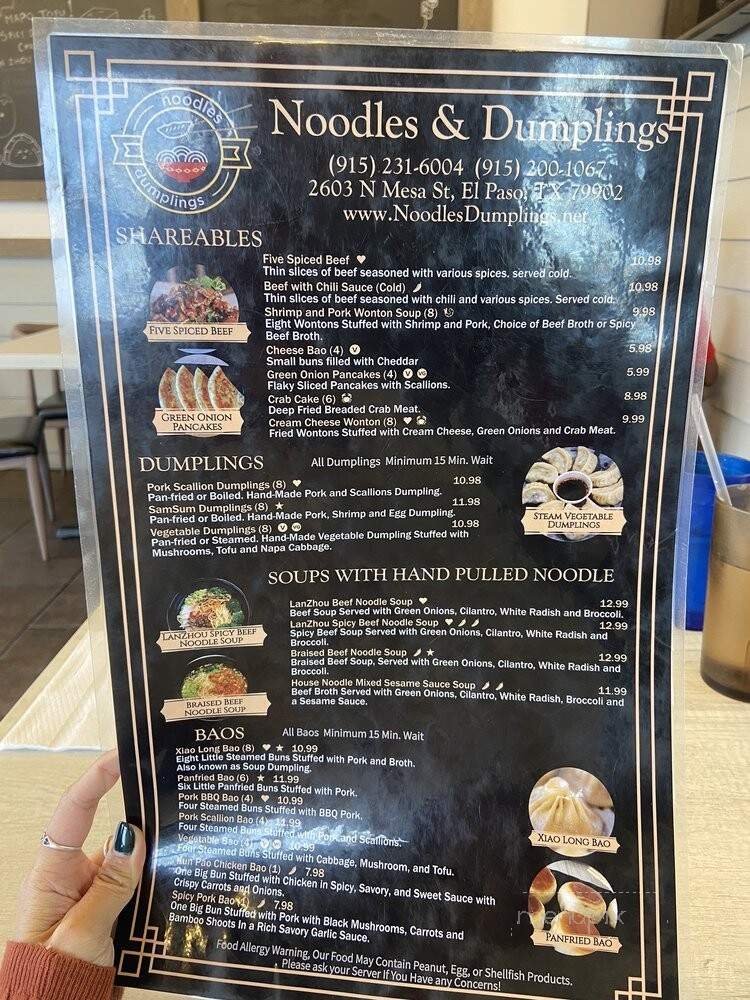 MAPO TOFU
noodles
dumplings
Noodles & Dumplings
(915) 231-6004 (915) 200-1067
2603 N Mesa St, El Paso, TX 79902
www.NoodlesDumplings.net
SHAREABLES
Five Spiced Beef 10.98
Thin slices of beef seasoned with various spices. served cold.
Beef with Chili Sauce (Cold) 10.98
Thin slices of beef seasoned with chili and various spices. Served cold.
Shrimp and Pork Wonton Soup (8) 9.98
Eight Wontons Stuffed with Shrimp and Pork, Choice of Beef Broth or Spicy
Beef Broth.
Cheese Bao (4) V 5.98
Small buns filled with Cheddar
Green Onion Pancakes (4) V VG 5.99
Flaky Sliced Pancakes with Scallions.
Crab Cake (6) 8.98
Deep Fried Breaded Crab Meat.
Cream Cheese Wonton (8) 9.99
Fried Wontons Stuffed with Cream Cheese, Green Onions and Crab Meat.
FIVE SPICED BEEF
GREEN ONION
PANCAKES
DUMPLINGS All Dumplings Minimum 15 Min. Wait
Pork Scallion Dumplings (8) 10.98
Pan-fried or Boiled. Hand-Made Pork and Scallions Dumpling.
SamSum Dumplings (8) 11.98
Pan-fried or Boiled. Hand-Made Pork, Shrimp and Egg Dumpling.
Vegetable Dumplings (8) V VG 10.98
Pan-fried or Steamed. Hand-Made Vegetable Dumpling Stuffed with
Mushrooms, Tofu and Napa Cabbage.
STEAM VEGETABLE
DUMPLINGS
SOUPS WITH HAND PULLED NOODLE
LanZhou Beef Noodle Soup 12.99
Beef Soup Served with Green Onions, Cilantro, White Radish and Broccoli.
LanZhou Spicy Beef Noodle Soup 12.99
Spicy Beef Soup Served with Green Onions, Cilantro, White Radish and
Broccoli.
Braised Beef Noodle Soup 12.99
Braised Beef Soup, Served with Green Onions, Cilantro, White Radish and
Broccoli.
House Noodle Mixed Sesame Sauce Soup 11.99
Beef Broth Served with Green Onions, Cilantro, White Radish, Broccoli and
a Sesame Sauce.
LANZHOU SPICY BEEF
NOODLE SOUP
BRAISED BEEF
NOODLE SOUP
BAOS All Baos Minimum 15 Min. Wait
Xiao Long Bao (8) 10.99
Eight Little Steamed Buns Stuffed with Pork and Broth.
Also known as Soup Dumpling.
Panfried Bao (6) 11.99
Six Little Panfried Buns Stuffed with Pork.
Pork BBQ Bao (4) 10.99
Four Steamed Buns Stuffed with BBQ Pork.
Pork Scallion Bao (4) 11.99
Four Steamed Buns Stuffed with Pork and Scallions.
Vegetable Bao (4) V VG 10.99
Four Steamed Buns Stuffed with Cabbage, Mushroom, and Tofu.
Kun Pao Chicken Bao (1) 7.98
One Big Bun Stuffed with Chicken in Spicy, Savory, and Sweet Sauce with
Crispy Carrots and Onions.
Spicy Pork Bao (1) 7.98
One Big Bun Stuffed with Pork with Black Mushrooms, Carrots and
Bamboo Shoots In a Rich Savory Garlic Sauce.
XIAO LONG BAO
PANFRIED BAO
menupix
Food Allergy Warning, Our Food May Contain Peanut, Egg, or Shellfish Products.
Please ask your Server If You Have any Concerns!